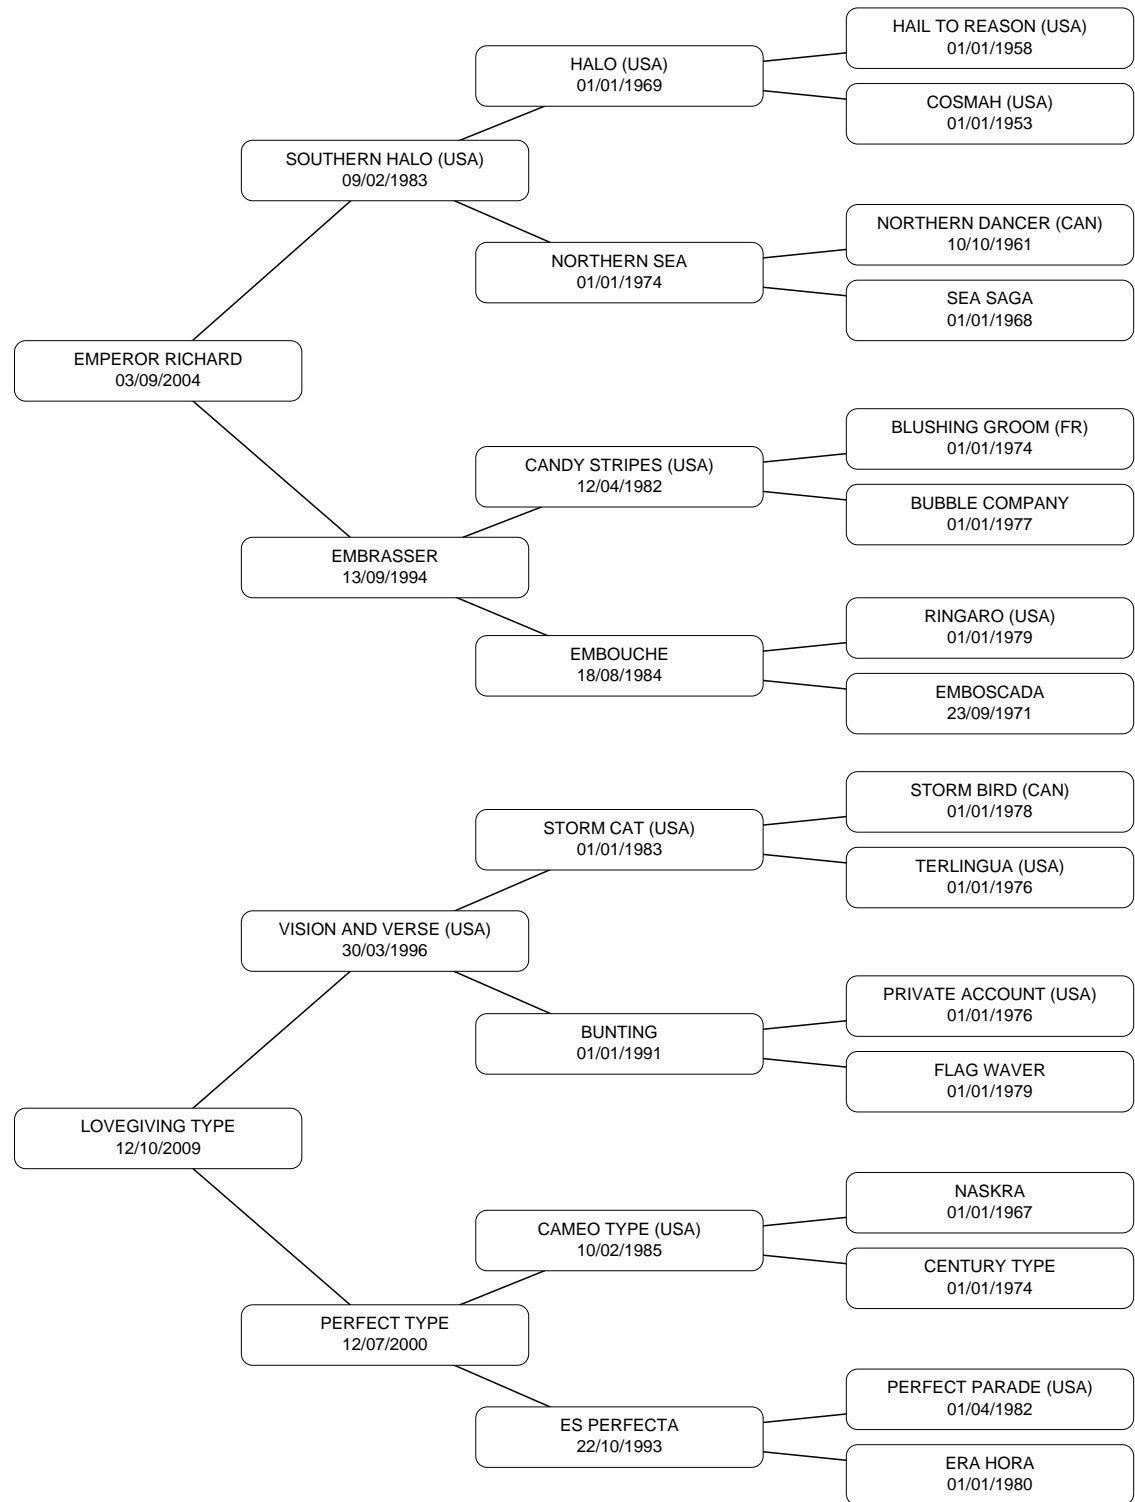 HAIL TO REASON (USA)
01/01/1958
HALO (USA)
01/01/1969
COSMAH (USA)
01/01/1953
SOUTHERN HALO (USA)
09/02/1983
NORTHERN DANCER (CAN)
10/10/1961
NORTHERN SEA
01/01/1974
SEA SAGA
01/01/1968
EMPEROR RICHARD
03/09/2004
BLUSHING GROOM (FR)
01/01/1974
CANDY STRIPES (USA)
12/04/1982
BUBBLE COMPANY
01/01/1977
EMBRASSER
13/09/1994
RINGARO (USA)
01/01/1979
EMBOUCHE
18/08/1984
EMBOSCADA
23/09/1971
STORM BIRD (CAN)
01/01/1978
STORM CAT (USA)
01/01/1983
TERLINGUA (USA)
01/01/1976
VISION AND VERSE (USA)
30/03/1996
PRIVATE ACCOUNT (USA)
01/01/1976
BUNTING
01/01/1991
FLAG WAVER
01/01/1979
LOVEGIVING TYPE
12/10/2009
NASKRA
01/01/1967
CAMEO TYPE (USA)
10/02/1985
CENTURY TYPE
01/01/1974
PERFECT TYPE
12/07/2000
PERFECT PARADE (USA)
01/04/1982
ES PERFECTA
22/10/1993
ERA HORA
01/01/1980